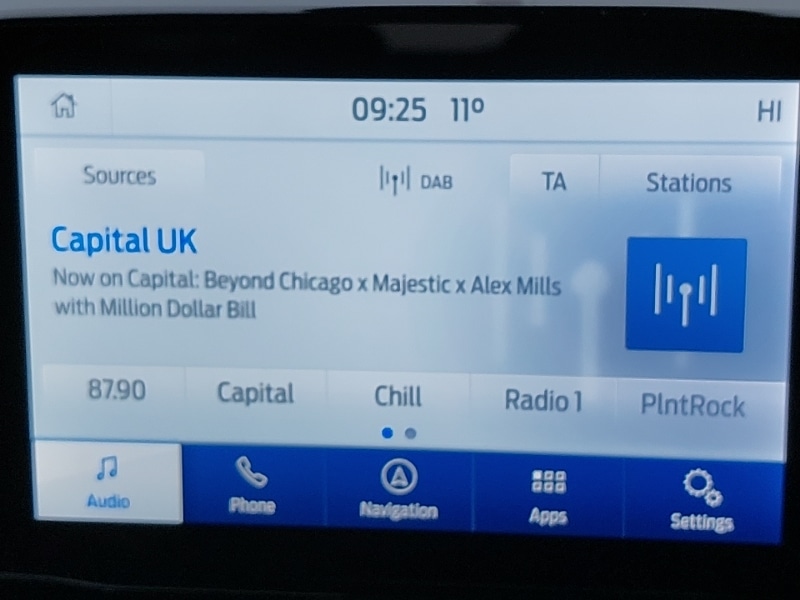 09:25 11° HI
Sources DAB TA Stations
Capital UK
Now on Capital: Beyond Chicago x Majestic x Alex Mills
with Million Dollar Bill
87.90 Capital Chill Radio 1 PlntRock
Audio Phone Navigation Apps Settings